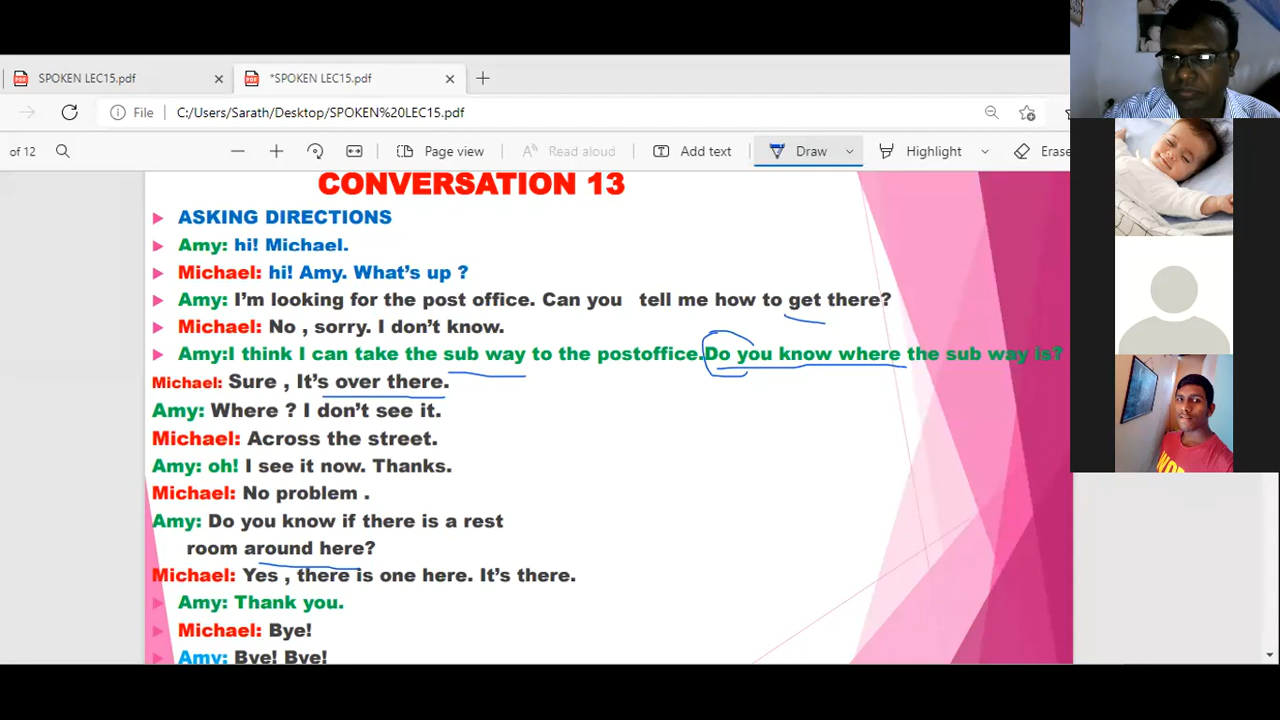 SPOKEN LEC15.pdf
*SPOKEN LEC15.pdf
File C:/Users/Sarath/Desktop/SPOKEN%20LEC15.pdf
of 12 Page view Read aloud Add text Draw Highlight Erase
CONVERSATION 13
ASKING DIRECTIONS
Amy: hi! Michael.
Michael: hi! Amy. What's up ?
Amy: I'm looking for the post office. Can you tell me how to get there?
Michael: No , sorry. I don't know.
Amy:I think I can take the sub way to the postoffice.Do you know where the sub way is?
Michael: Sure , It's over there.
Amy: Where ? I don't see it.
Michael: Across the street.
Amy: oh! I see it now. Thanks.
Michael: No problem .
Amy: Do you know if there is a rest
room around here?
Michael: Yes , there is one here. It's there.
Amy: Thank you.
Michael: Bye!
Amy: Bye! Bye!